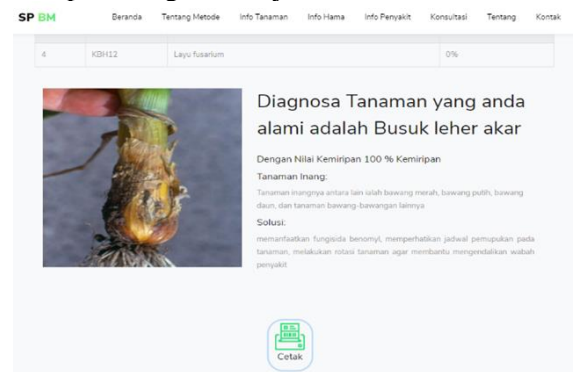 SP BM Beranda Tentang Metode Info Tanaman Info Hama Info Penyakit Konsultasi Tentang Kontak
4 KBH12 Layu fusarium 0%
Diagnosa Tanaman yang anda
alami adalah Busuk leher akar
Dengan Nilai Kemiripan 100 % Kemiripan
Tanaman Inang:
Tanaman inangnya antara lain ialah bawang merah, bawang putih, bawang
daun, dan tanaman bawang-bawangan lainnya
Solusi:
memanfaatkan fungisida benomyl, memperhatikan jadwal pemupukan pada
tanaman, melakukan rotasi tanaman agar membantu mengendalikan wabah
penyakit
Cetak